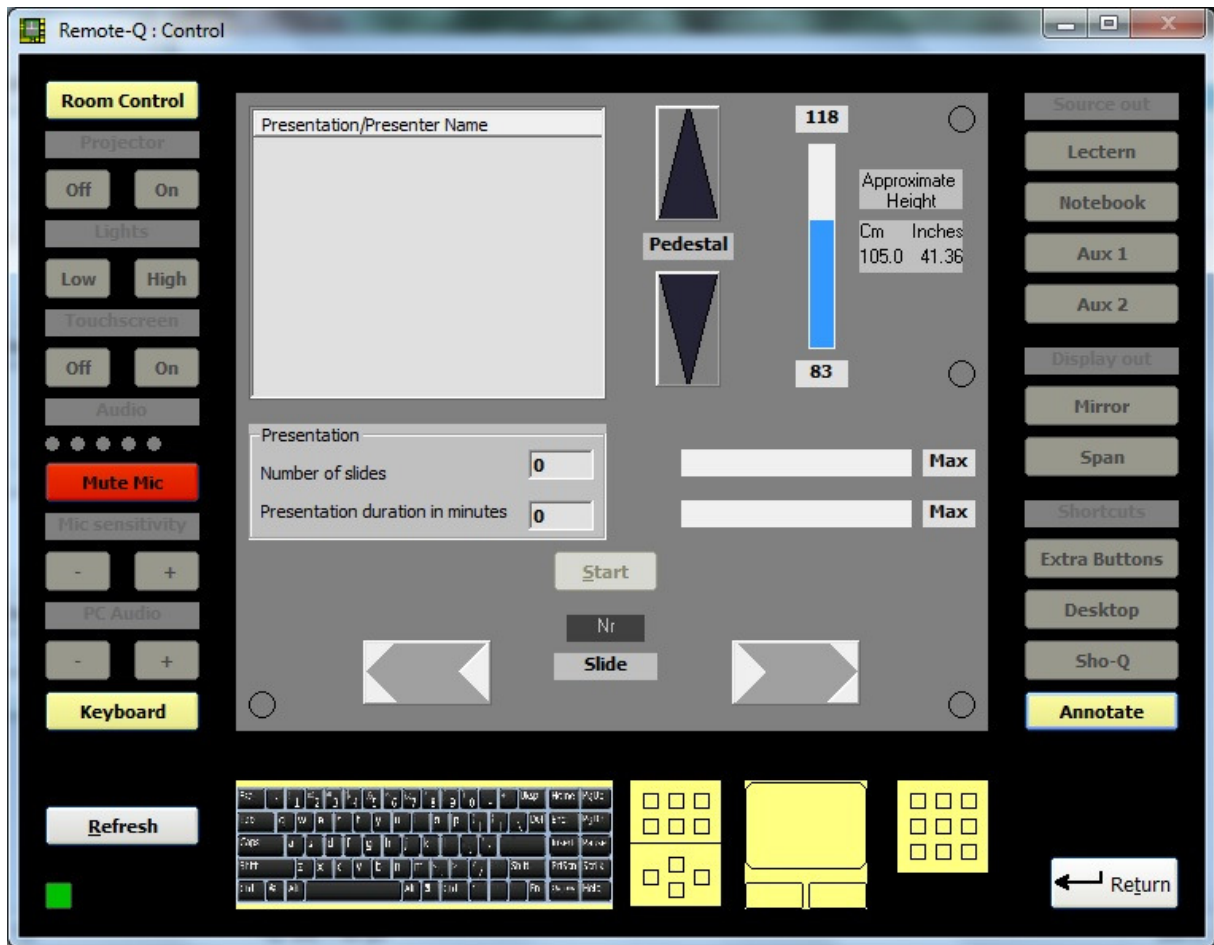 Remote-Q : Control
Room Control
Projector
Off On
Lights
Low High
Touchscreen
Off On
Audio
Mute Mic
Mic sensitivity
- +
PC Audio
- +
Keyboard
Refresh
Presentation/Presenter Name
Presentation
Number of slides 0
Presentation duration in minutes 0
Pedestal
118
83
Approximate
Height
Cm Inches
105.0 41.36
Max
Max
Start
Nr
Slide
Source out
Lectern
Notebook
Aux 1
Aux 2
Display out
Mirror
Span
Shortcuts
Extra Buttons
Desktop
Sho-Q
Annotate
Return